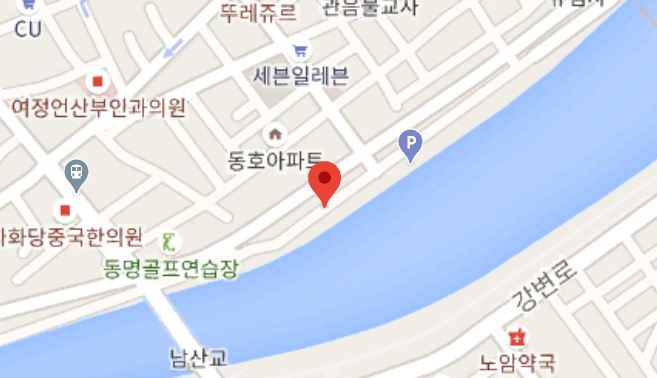 뚜레쥬르
관음불교사
CU
세븐일레븐
여정언산부인과의원
동호아파트
P
화당중국한의원
동명골프연습장
강변로
남산교
노암약국